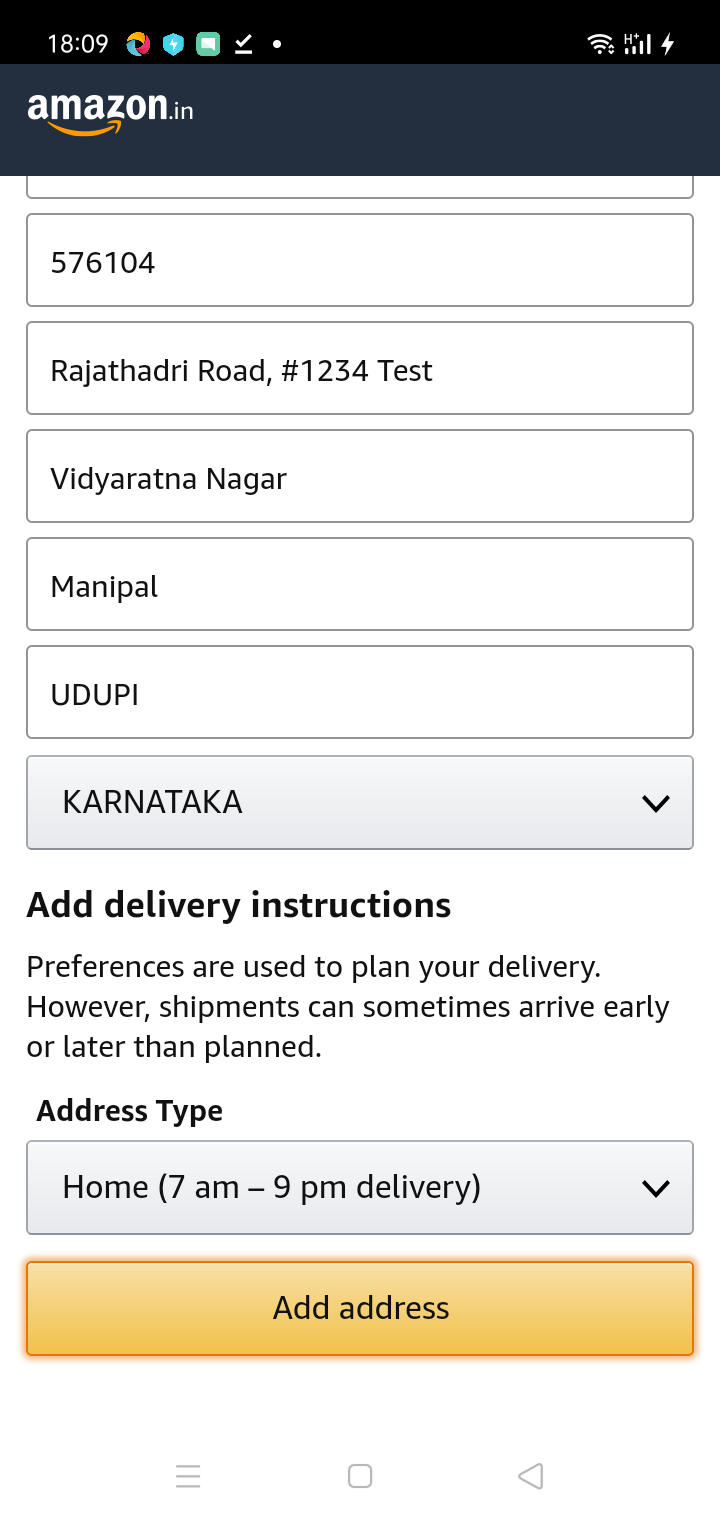 18:09
H+
amazon.in
576104
Rajathadri Road, #1234 Test
Vidyaratna Nagar
Manipal
UDUPI
KARNATAKA
Add delivery instructions
Preferences are used to plan your delivery.
However, shipments can sometimes arrive early
or later than planned.
Address Type
Home (7 am – 9 pm delivery)
Add address